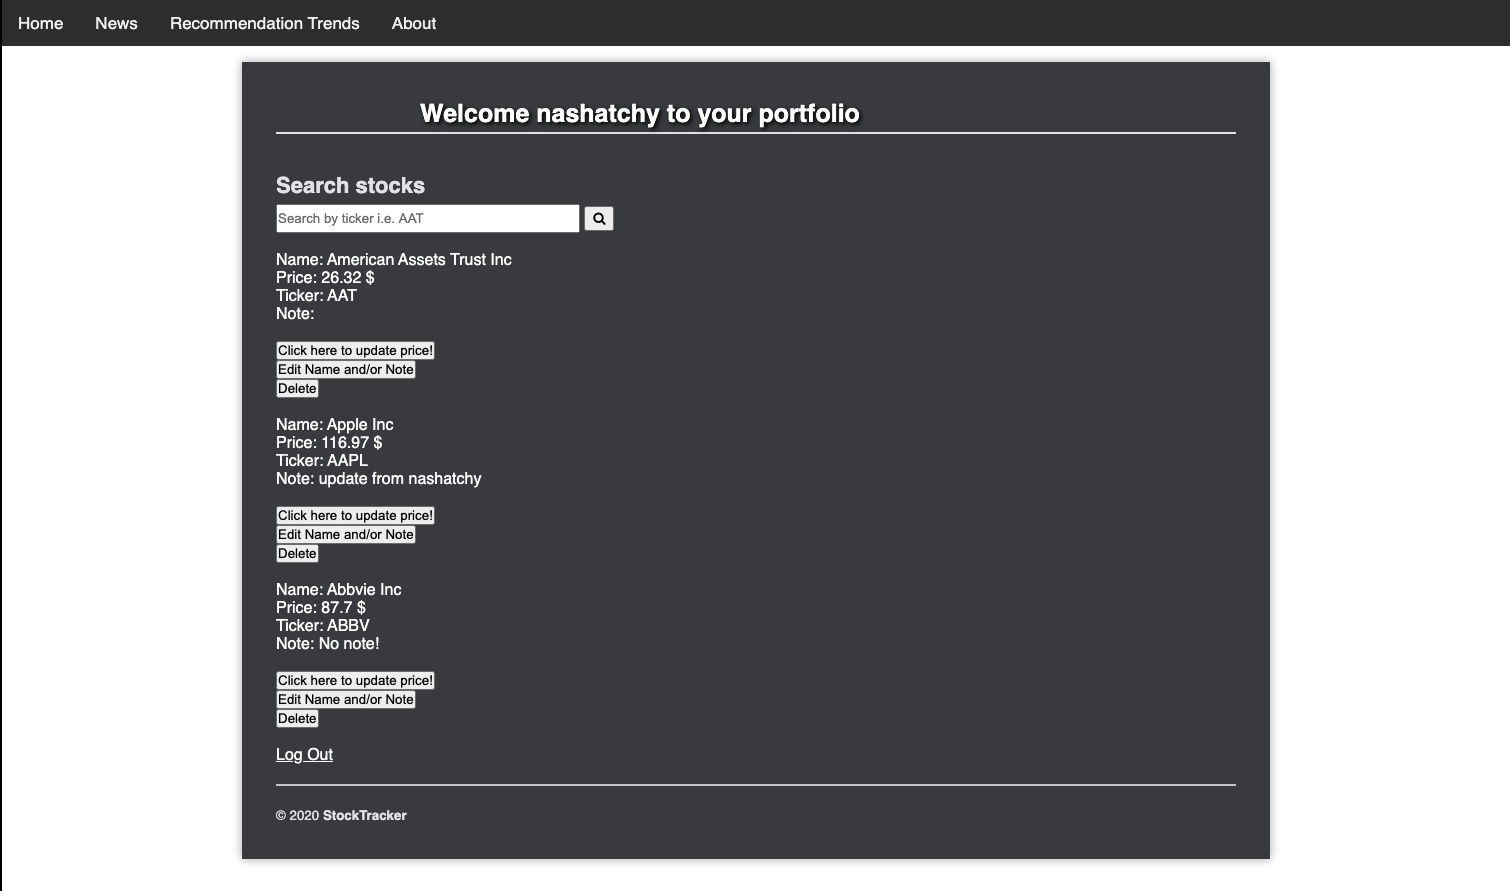 Home News Recommendation Trends About
Welcome nashatchy to your portfolio
Search stocks
Search by ticker i.e. AAT
Name: American Assets Trust Inc
Price: 26.32 $
Ticker: AAT
Note:
Click here to update price!
Edit Name and/or Note
Delete
Name: Apple Inc
Price: 116.97 $
Ticker: AAPL
Note: update from nashatchy
Click here to update price!
Edit Name and/or Note
Delete
Name: Abbvie Inc
Price: 87.7 $
Ticker: ABBV
Note: No note!
Click here to update price!
Edit Name and/or Note
Delete
Log Out
© 2020 StockTracker